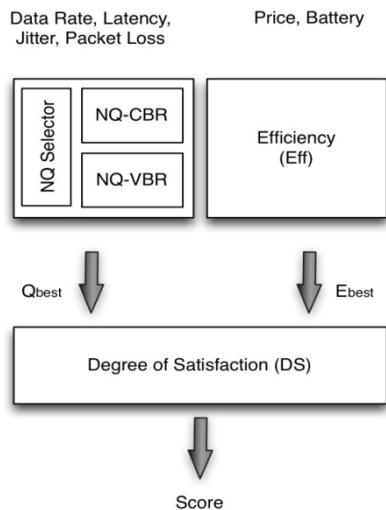 Data Rate, Latency,
Jitter, Packet Loss
Price, Battery
NQ Selector
NQ-CBR
NQ-VBR
Efficiency
(Eff)
Qbest
Ebest
Degree of Satisfaction (DS)
Score